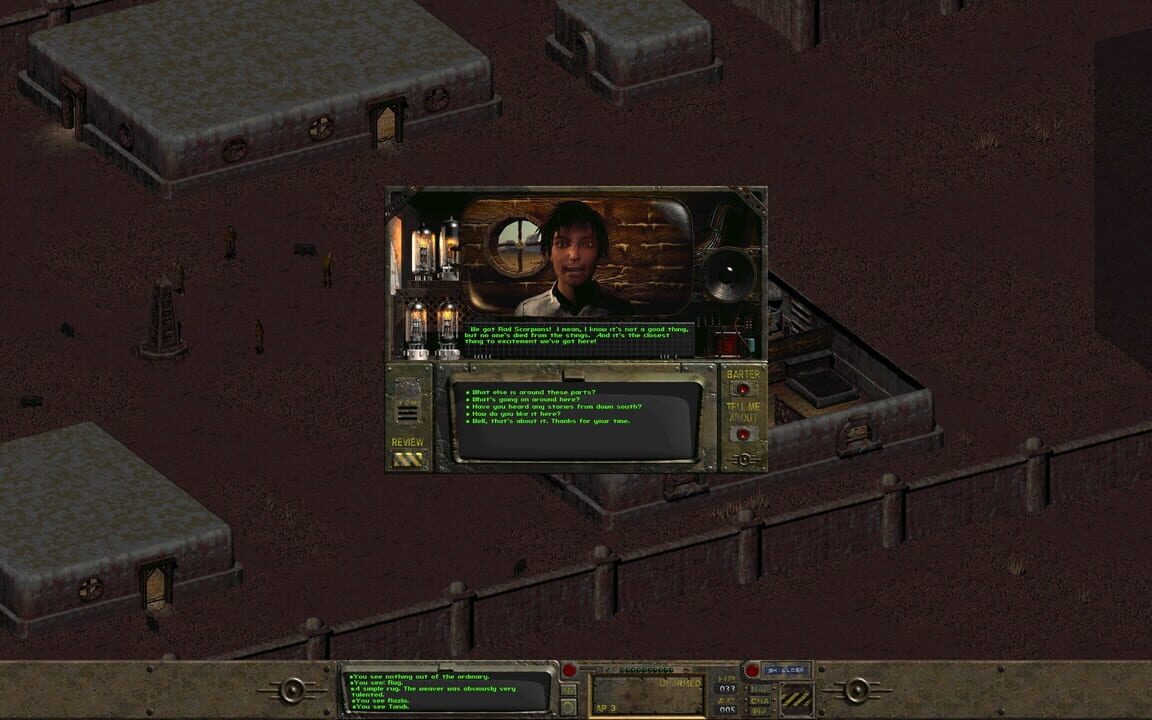 We got Rad Scorpions! I mean, I know it's not a good thing,
but no one's died from the stings. And it's the closest
thing to excitement we've got here!
BARTER
• What else is around these parts?
• What's going on around here?
• Have you heard any stories from down south?
• How do you like it here?
• Well, that's about it. Thanks for your time.
TELL ME
ABOUT
REVIEW
•You see nothing out of the ordinary.
•You see: Rug.
•A simple rug. The weaver was obviously very
talented.
•You see Razlo.
•You see Tandi.
INV
UNARMED
AP 3
SKILLDEX
HP
033
AC
005
MAP
CHA
PIP